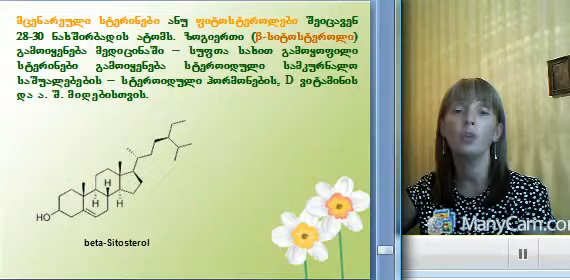 მცენარეული სტერინები ანუ ფიტოსტეროლები შეიცავენ
28-30 ნახშირბადის ატომს. ზოგიერთი (β-სიტოსტეროლი)
გამოიყენება მედიცინაში – სუფთა სახით გამოყოფილი
სტერინები გამოიყენება სტეროიდული სამკურნალო
საშუალებების – სტეროიდული ჰორმონების, D ვიტამინის
და ა. შ. მიღებისთვის.
H
H
H
H
HO
beta-Sitosterol
ManyCam.com